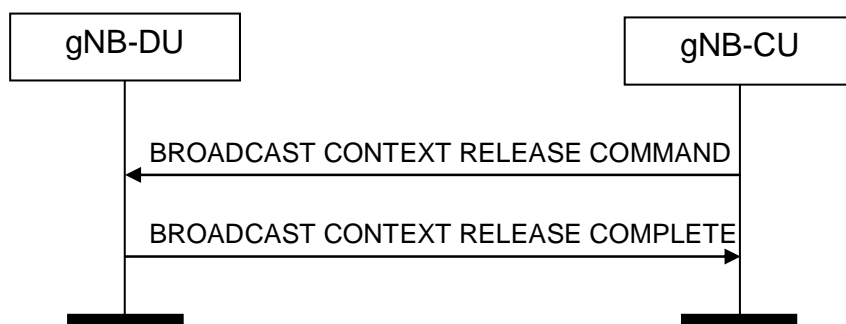 gNB-DU
gNB-CU
BROADCAST CONTEXT RELEASE COMMAND
BROADCAST CONTEXT RELEASE COMPLETE